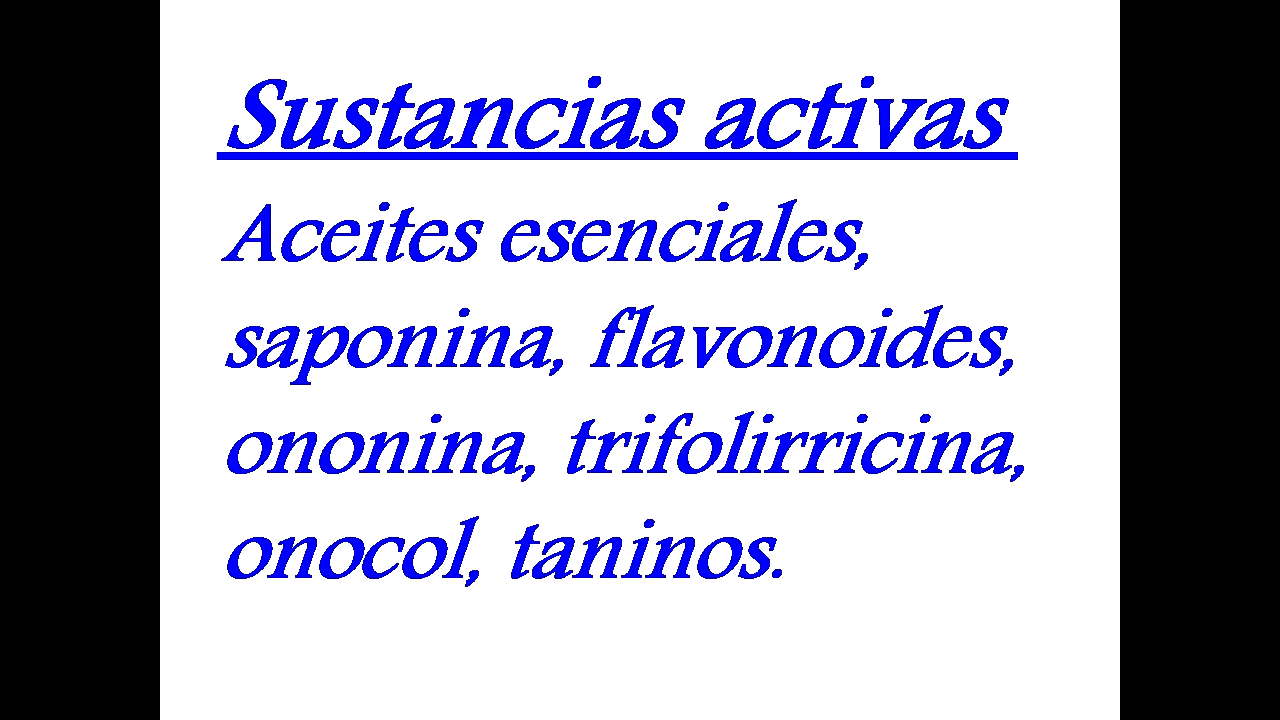 Sustancias activas
Aceites esenciales,
saponina, flavonoides,
ononina, trifolirricina,
onocol, taninos.